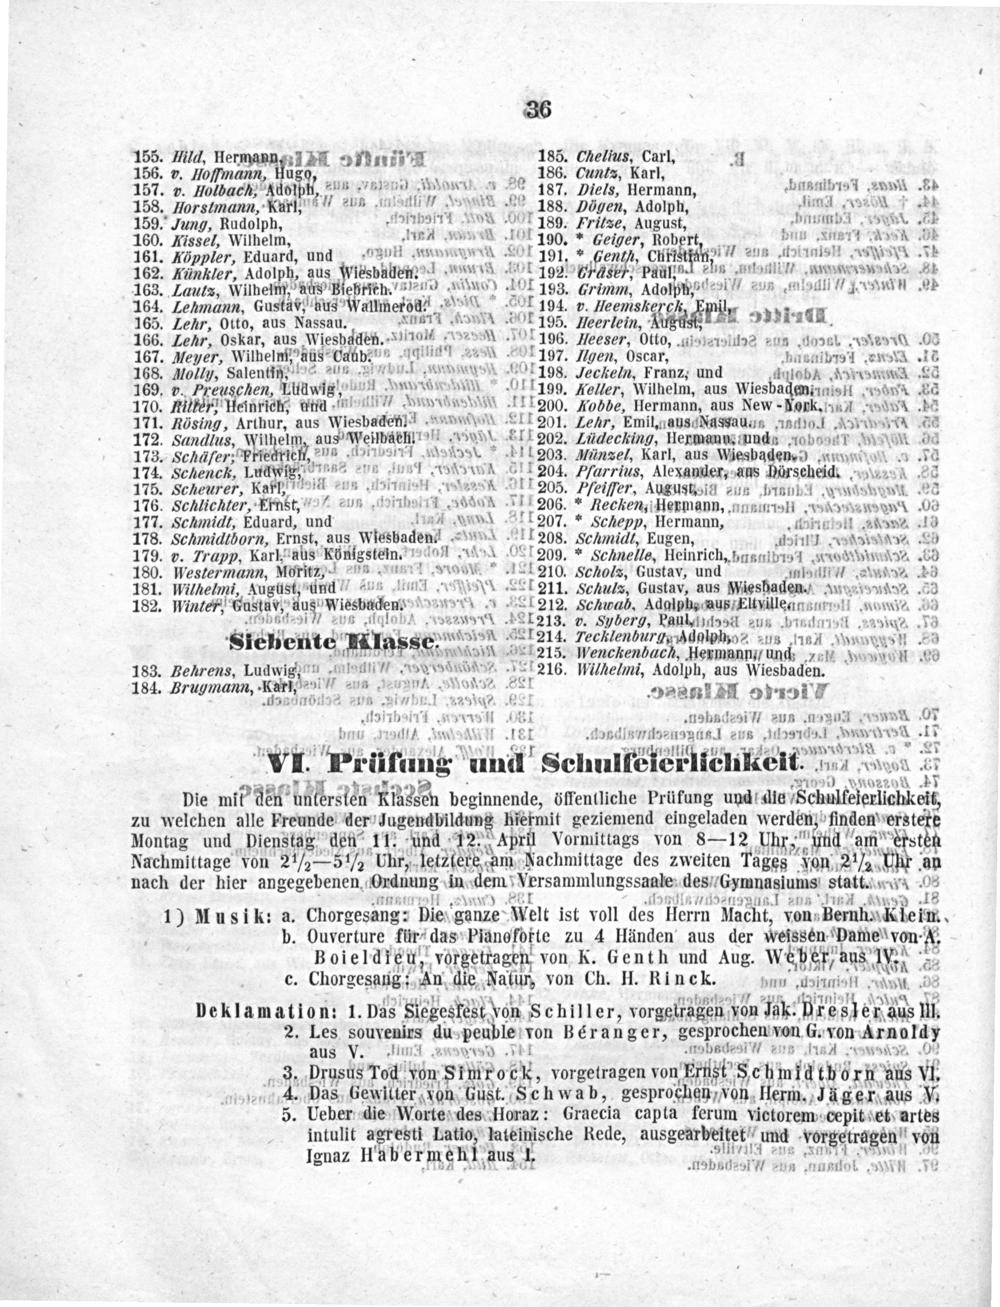 36
155. Hild, Hermann,
156. v. Hoffmann, Hugo,
157. v. Holbach, Adolph,
158. Horstmann, Karl,
159. Jung, Rudolph,
160. Kissel, Wilhelm,
161. Köppler, Eduard, und
162. Künkler, Adolph, aus Wiesbaden.
163. Lautz, Wilhelm, aus Biebrich.
164. Lehmann, Gustav, aus Wallmerod.
165. Lehr, Otto, aus Nassau.
166. Lehr, Oskar, aus Wiesbaden.
167. Meyer, Wilhelm, aus Caub.
168. Molly, Salentin,
169. v. Preuschen, Ludwig,
170. Ritter, Heinrich, und
171. Rösing, Arthur, aus Wiesbaden.
172. Sandlus, Wilhelm, aus Weilbach.
173. Schäfer, Friedrich,
174. Schenck, Ludwig,
175. Scheurer, Karl,
176. Schlichter, Ernst,
177. Schmidt, Eduard, und
178. Schmidtborn, Ernst, aus Wiesbaden.
179. v. Trapp, Karl, aus Königstein.
180. Westermann, Moritz,
181. Wilhelmi, August, und
182. Winter, Gustav, aus Wiesbaden.
Siebente Klasse.
183. Behrens, Ludwig,
184. Brugmann, Karl,
185. Chelius, Carl,
186. Cuntz, Karl,
187. Diels, Hermann,
188. Dögen, Adolph,
189. Fritze, August,
190. * Geiger, Robert,
191. * Genth, Christian,
192. Gräser, Paul,
193. Grimm, Adolph,
194. v. Heemskerck, Emil,
195. Heerlein, August,
196. Heeser, Otto,
197. Ilgen, Oscar,
198. Jeckeln, Franz, und
199. Keller, Wilhelm, aus Wiesbaden.
200. Kobbe, Hermann, aus New-York.
201. Lehr, Emil, aus Nassau.
202. Lüdecking, Hermann, und
203. Münzel, Karl, aus Wiesbaden.
204. Pfarrius, Alexander, aus Dörscheid.
205. Pfeiffer, August,
206. * Recken, Hermann,
207. * Schepp, Hermann,
208. Schmidt, Eugen,
209. * Schnelle, Heinrich,
210. Scholz, Gustav, und
211. Schulz, Gustav, aus Wiesbaden.
212. Schwab, Adolph, aus Eltville.
213. v. Syberg, Paul,
214. Tecklenburg, Adolph,
215. Wenckenbach, Hermann, und
216. Wilhelmi, Adolph, aus Wiesbaden.
VI. Prüfung und Schulfeierlichkeit.
Die mit den untersten Klassen beginnende, öffentliche Prüfung und die Schulfeierlichkeit,
zu welchen alle Freunde der Jugendbildung hiermit geziemend eingeladen werden, finden erstere
Montag und Dienstag den 11. und 12. April Vormittags von 8—12 Uhr, und am ersten
Nachmittage von 2½—5½ Uhr, letztere am Nachmittage des zweiten Tages von 2½ Uhr an
nach der hier angegebenen Ordnung in dem Versammlungssaale des Gymnasiums statt.
1) Musik: a. Chorgesang: Die ganze Welt ist voll des Herrn Macht, von Bernh. Klein.
b. Ouverture für das Pianoforte zu 4 Händen aus der weissen Dame von A.
Boieldieu, vorgetragen von K. Genth und Aug. Weber aus IV.
c. Chorgesang: An die Natur, von Ch. H. Rinck.
Deklamation: 1. Das Siegesfest von Schiller, vorgetragen von Jak. Dresler aus III.
2. Les souvenirs du peuble von Béranger, gesprochen von G. von Arnoldy
aus V.
3. Drusus Tod von Simrock, vorgetragen von Ernst Schmidtborn aus VI.
4. Das Gewitter von Gust. Schwab, gesprochen von Herm. Jäger aus V.
5. Ueber die Worte des Horaz: Graecia capta ferum victorem cepit et artes
intulit agresti Latio, lateinische Rede, ausgearbeitet und vorgetragen von
Ignaz Habermehl aus I.